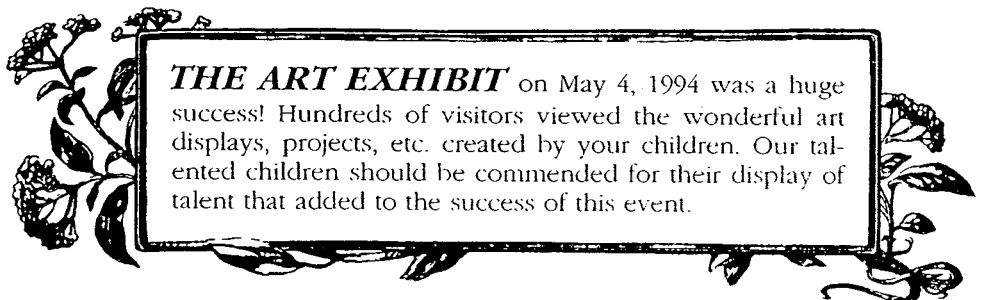 THE ART EXHIBIT on May 4, 1994 was a huge
success! Hundreds of visitors viewed the wonderful art
displays, projects, etc. created by your children. Our tal-
ented children should be commended for their display of
talent that added to the success of this event.